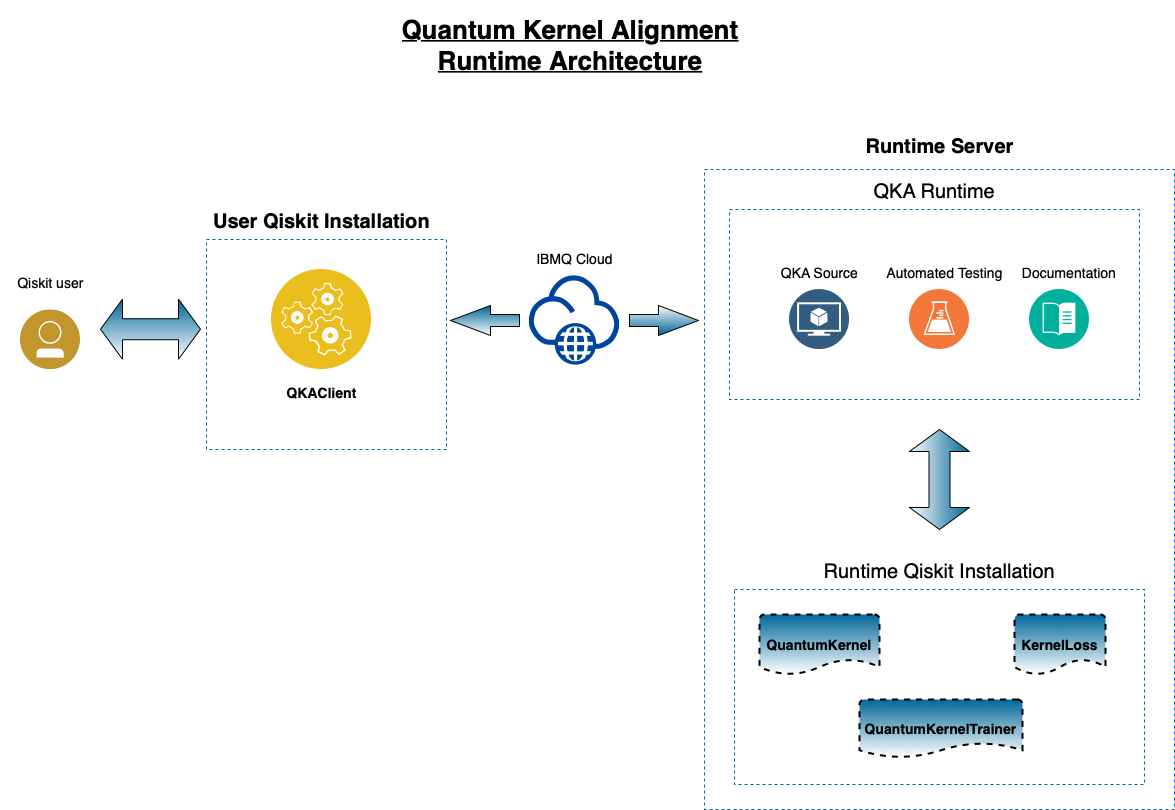 Quantum Kernel Alignment
Runtime Architecture
Runtime Server
QKA Runtime
User Qiskit Installation
IBMQ Cloud
Qiskit user
QKA Source
Automated Testing
Documentation
QKAClient
Runtime Qiskit Installation
QuantumKernel
KernelLoss
QuantumKernelTrainer